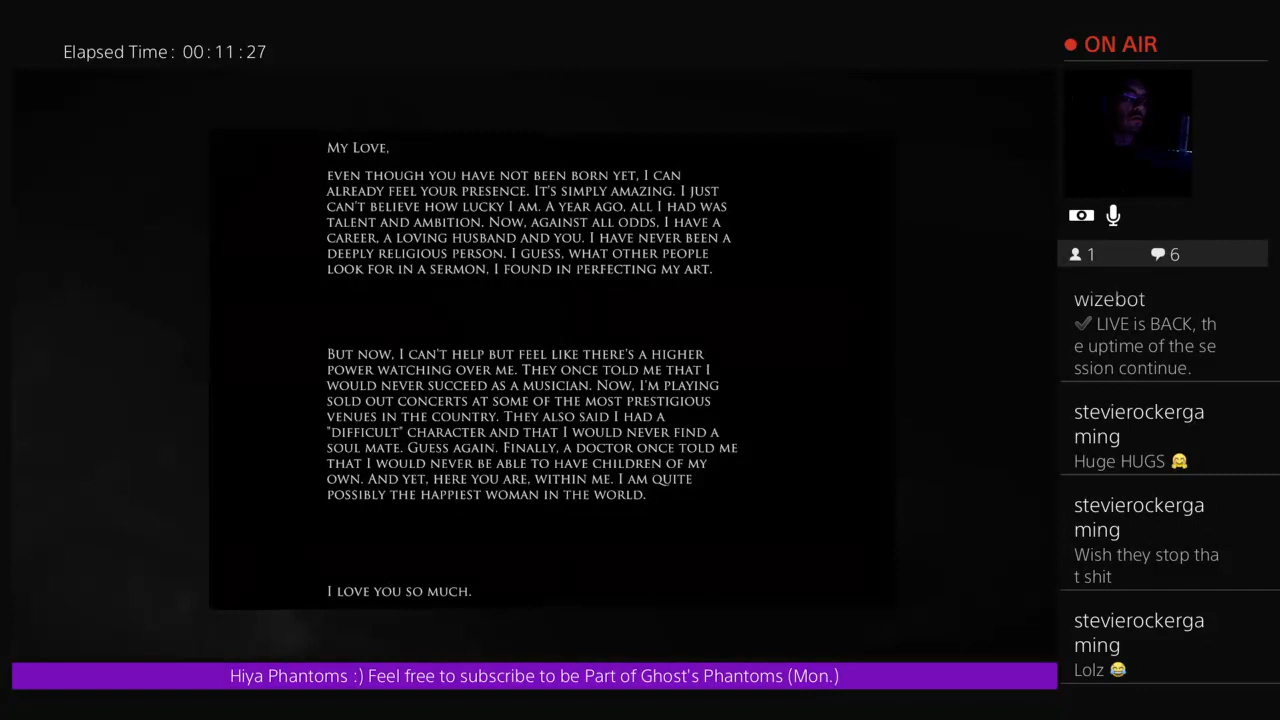 Elapsed Time: 00:11:27
ON AIR
MY LOVE,
EVEN THOUGH YOU HAVE NOT BEEN BORN YET, I CAN
ALREADY FEEL YOUR PRESENCE. IT'S SIMPLY AMAZING. I JUST
CAN'T BELIEVE HOW LUCKY I AM. A YEAR AGO, ALL I HAD WAS
TALENT AND AMBITION. NOW, AGAINST ALL ODDS, I HAVE A
CAREER, A LOVING HUSBAND AND YOU. I HAVE NEVER BEEN A
DEEPLY RELIGIOUS PERSON. I GUESS, WHAT OTHER PEOPLE
LOOK FOR IN A SERMON, I FOUND IN PERFECTING MY ART.
BUT NOW, I CAN'T HELP BUT FEEL LIKE THERE'S A HIGHER
POWER WATCHING OVER ME. THEY ONCE TOLD ME THAT I
WOULD NEVER SUCCEED AS A MUSICIAN. NOW, I'M PLAYING
SOLD OUT CONCERTS AT SOME OF THE MOST PRESTIGIOUS
VENUES IN THE COUNTRY. THEY ALSO SAID I HAD A
"DIFFICULT" CHARACTER AND THAT I WOULD NEVER FIND A
SOUL MATE. GUESS AGAIN. FINALLY, A DOCTOR ONCE TOLD ME
THAT I WOULD NEVER BE ABLE TO HAVE CHILDREN OF MY
OWN. AND YET, HERE YOU ARE, WITHIN ME. I AM QUITE
POSSIBLY THE HAPPIEST WOMAN IN THE WORLD.
I LOVE YOU SO MUCH.
1
6
wizebot
✔ LIVE is BACK, th
e uptime of the se
ssion continue.
stevierockerga
ming
Huge HUGS 🤗
stevierockerga
ming
Wish they stop tha
t shit
stevierockerga
ming
Lolz 😂
Hiya Phantoms :) Feel free to subscribe to be Part of Ghost's Phantoms (Mon.)